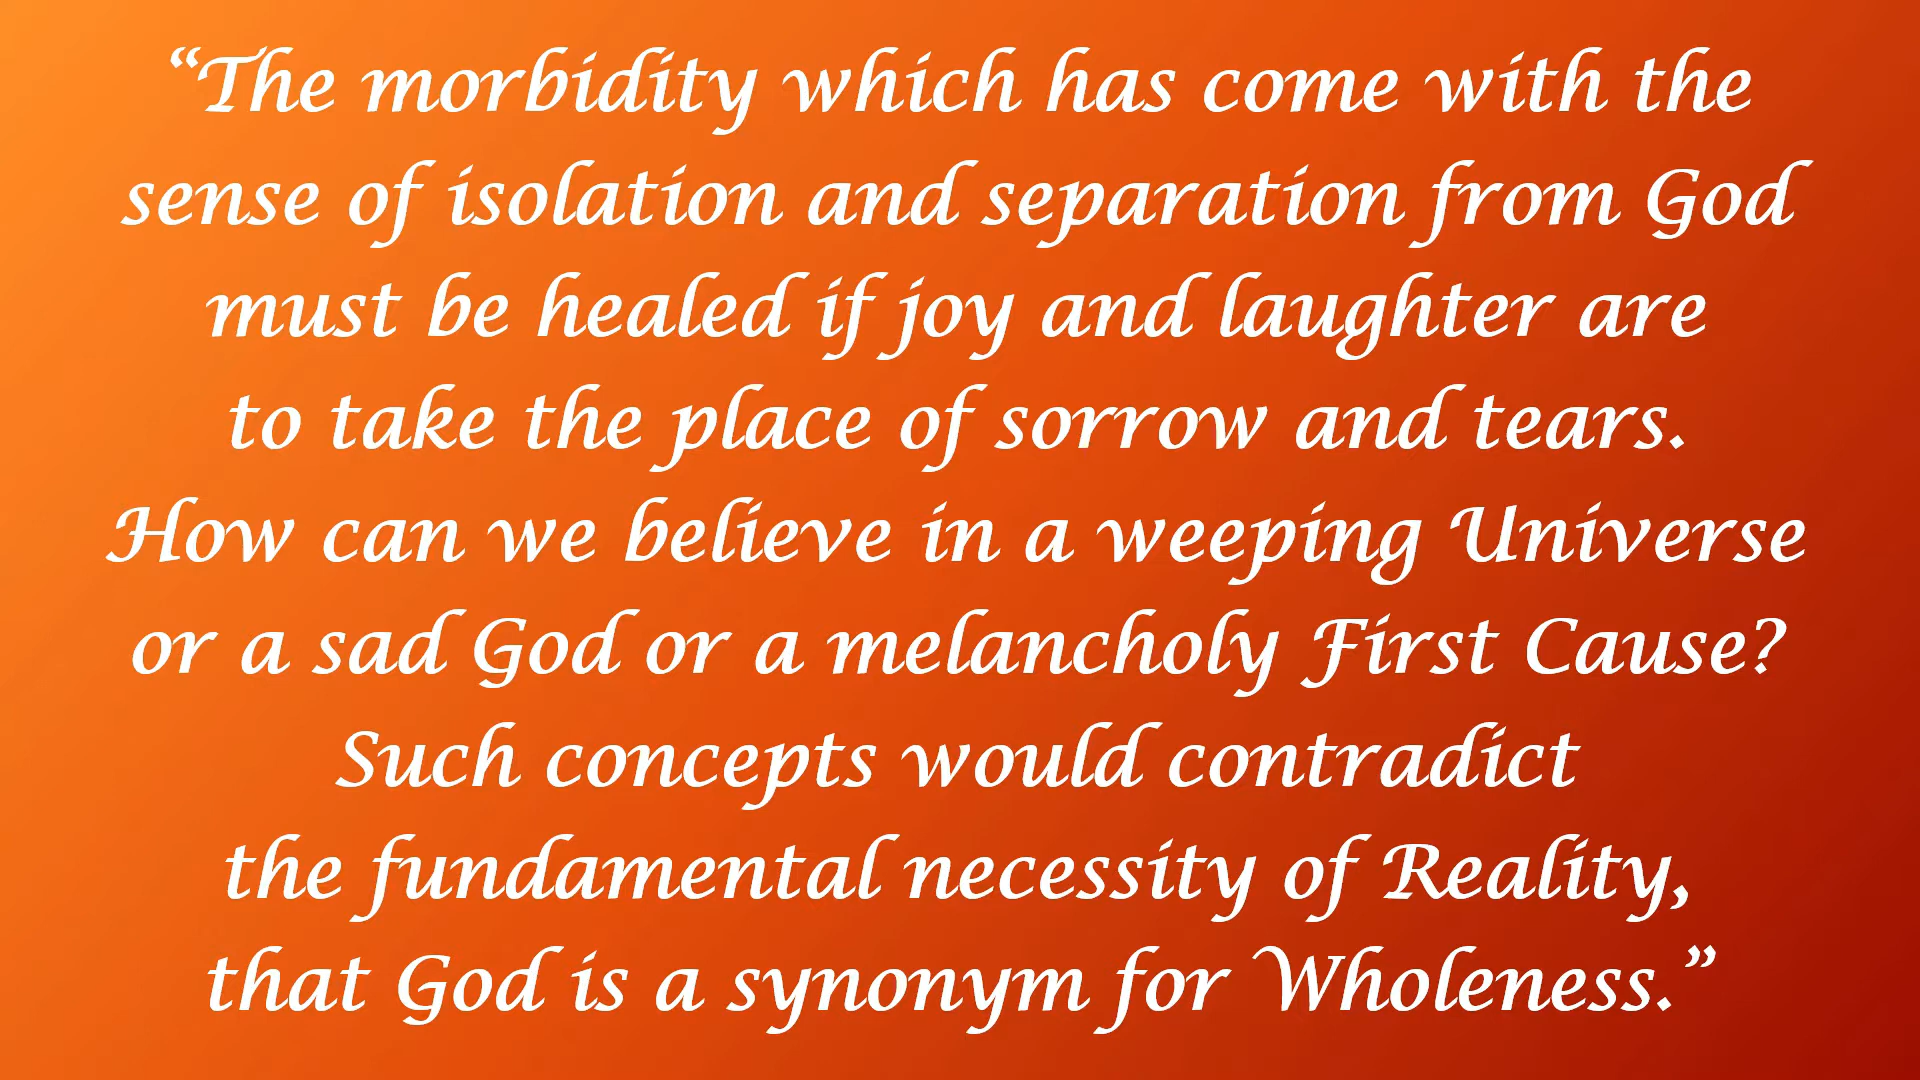 “The morbidity which has come with the
sense of isolation and separation from God
must be healed if joy and laughter are
to take the place of sorrow and tears.
How can we believe in a weeping Universe
or a sad God or a melancholy First Cause?
Such concepts would contradict
the fundamental necessity of Reality,
that God is a synonym for Wholeness.”